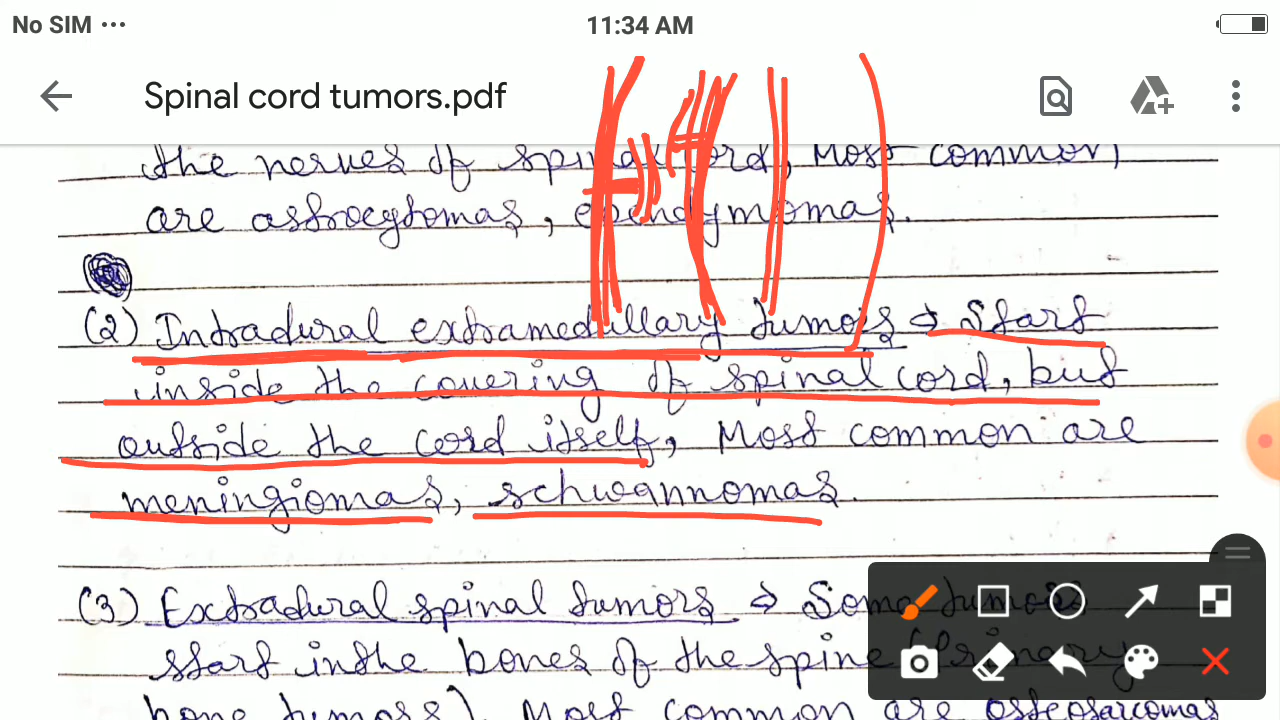 No SIM ...
11:34 AM
Spinal cord tumors.pdf
the nerves of spinal cord, Most common
are astrocytomas, ependymomas.
(2) Intradural extramedullary tumors → Start
inside the covering of spinal cord, but
outside the cord itself, Most common are
meningiomas, schwannomas.
(3) Extradural spinal tumors → Some tumors
start in the bones of the spine (Primary
bone tumors). Most common are osteosarcomas